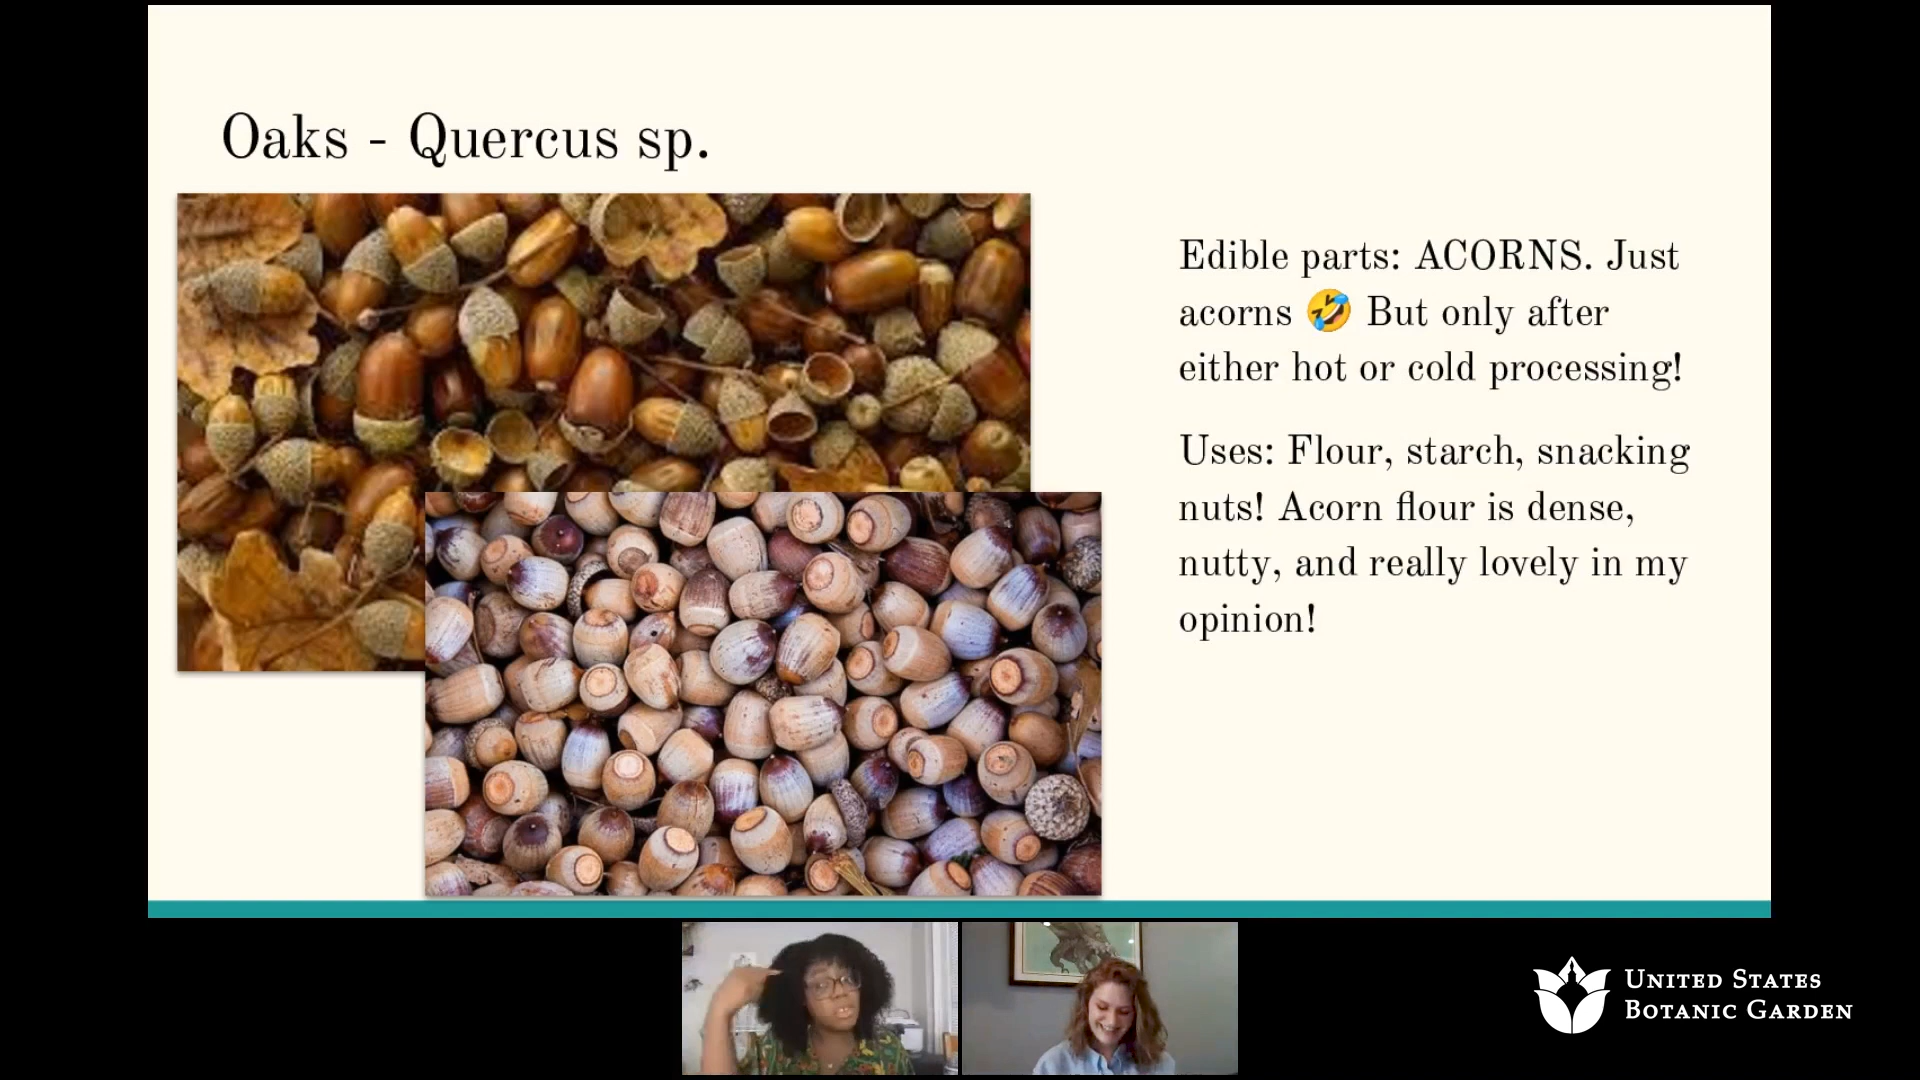 Oaks - Quercus sp.
Edible parts: ACORNS. Just
acorns 🤣 But only after
either hot or cold processing!
Uses: Flour, starch, snacking
nuts! Acorn flour is dense,
nutty, and really lovely in my
opinion!
UNITED STATES
BOTANIC GARDEN